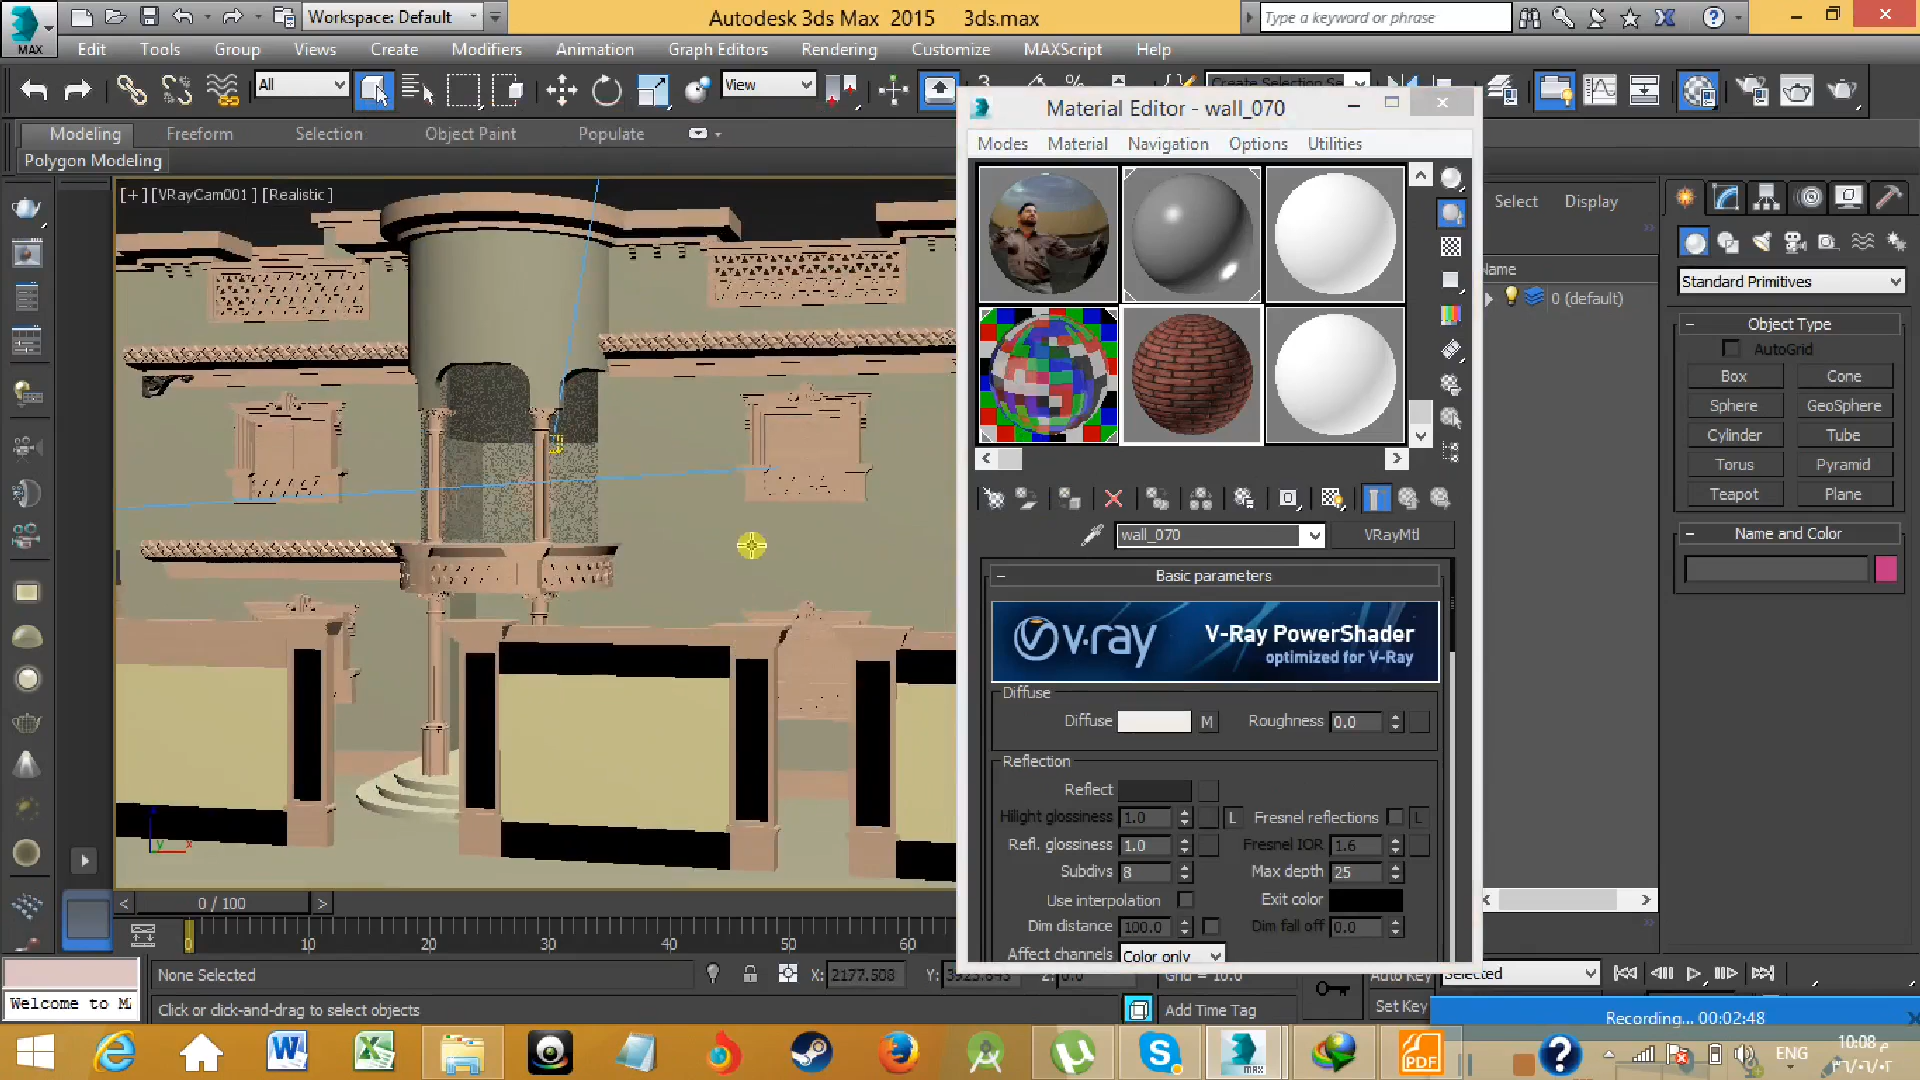 Workspace: Default
Autodesk 3ds Max 2015 3ds.max
Type a keyword or phrase
MAX
Edit Tools Group Views Create Modifiers Animation Graph Editors Rendering Customize MAXScript Help
All
View
Modeling Freeform Selection Object Paint Populate
Polygon Modeling
[+] [VRayCam001 ] [Realistic ]
Material Editor - wall_070
Modes Material Navigation Options Utilities
wall_070
VRayMtl
Basic parameters
v·ray
V-Ray PowerShader
optimized for V-Ray
Diffuse
Diffuse M Roughness 0.0
Reflection
Reflect
Hilight glossiness 1.0 L Fresnel reflections L
Refl. glossiness 1.0 Fresnel IOR 1.6
Subdivs 8 Max depth 25
Use interpolation Exit color
Dim distance 100.0 Dim fall off 0.0
Affect channels Color only
Select Display
Name
0 (default)
Standard Primitives
Object Type
AutoGrid
Box Cone
Sphere GeoSphere
Cylinder Tube
Torus Pyramid
Teapot Plane
Name and Color
0 / 100
0 10 20 30 40 50 60
None Selected
X: 2177.508 Y:
Welcome to M
Click or click-and-drag to select objects
Add Time Tag
Selected
Set Key
Recording... 00:02:48
PDF
MAX
ENG